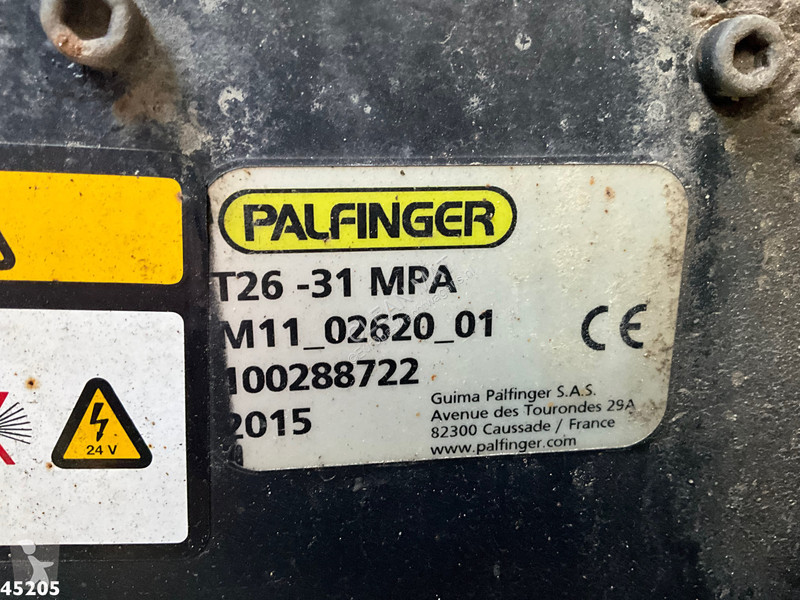 PALFINGER
T26 -31 MPA
M11_02620_01
100288722
2015
Guima Palfinger S.A.S.
Avenue des Tourondes 29A
82300 Caussade / France
www.palfinger.com
CE
24 V
45205